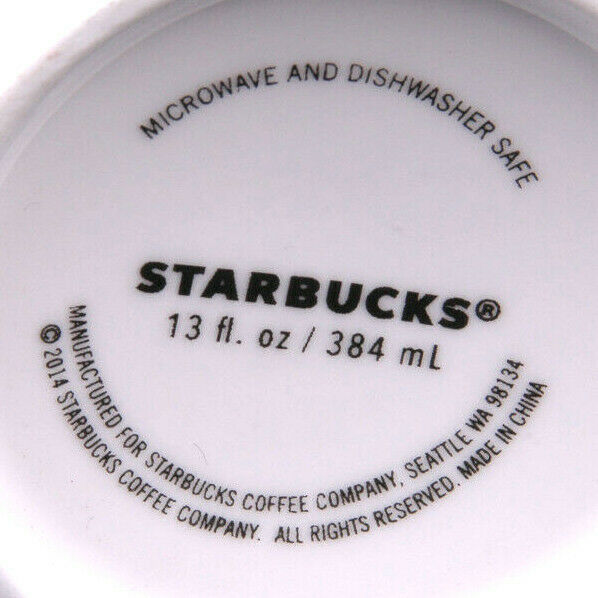 MICROWAVE AND DISHWASHER SAFE
STARBUCKS®
13 fl. oz / 384 mL
MANUFACTURED FOR STARBUCKS COFFEE COMPANY, SEATTLE WA 98134
© 2014 STARBUCKS COFFEE COMPANY. ALL RIGHTS RESERVED. MADE IN CHINA